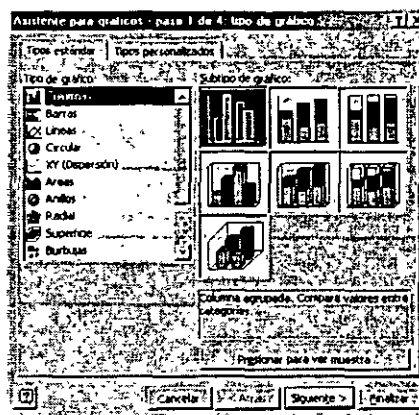 Asistente para gráficos - paso 1 de 4: tipo de gráfico
Tipos estándar Tipos personalizados
Tipo de gráfico: Subtipo de gráfico:
Columnas
Barras
Líneas
Circular
XY (Dispersión)
Áreas
Anillos
Radial
Superficie
Burbujas
Columna agrupada. Compara valores entre
categorías.
Presionar para ver muestra
Cancelar < Atrás Siguiente > Finalizar